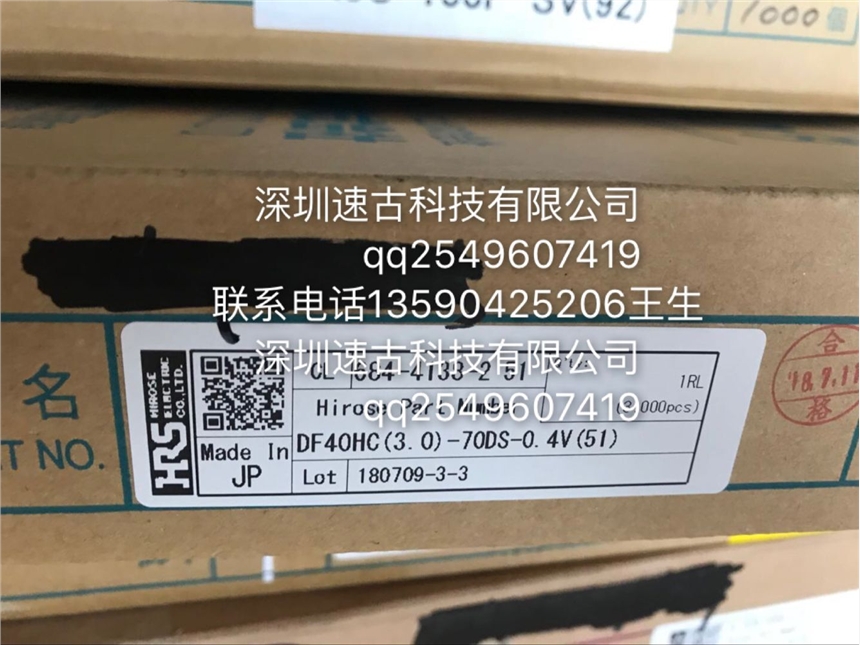 SV(92)
1000個
深圳速古科技有限公司
qq2549607419
联系电话13590425206王生
深圳速古科技有限公司
qq2549607419
名
T NO.
HRS HIROSE ELECTRIC CO.,LTD.
CL 684-4133-2 51
1RL
Hirose Part Number
000pcs)
Made In JP
DF40HC(3.0)-70DS-0.4V(51)
Lot 180709-3-3
合
'18.7.11
格